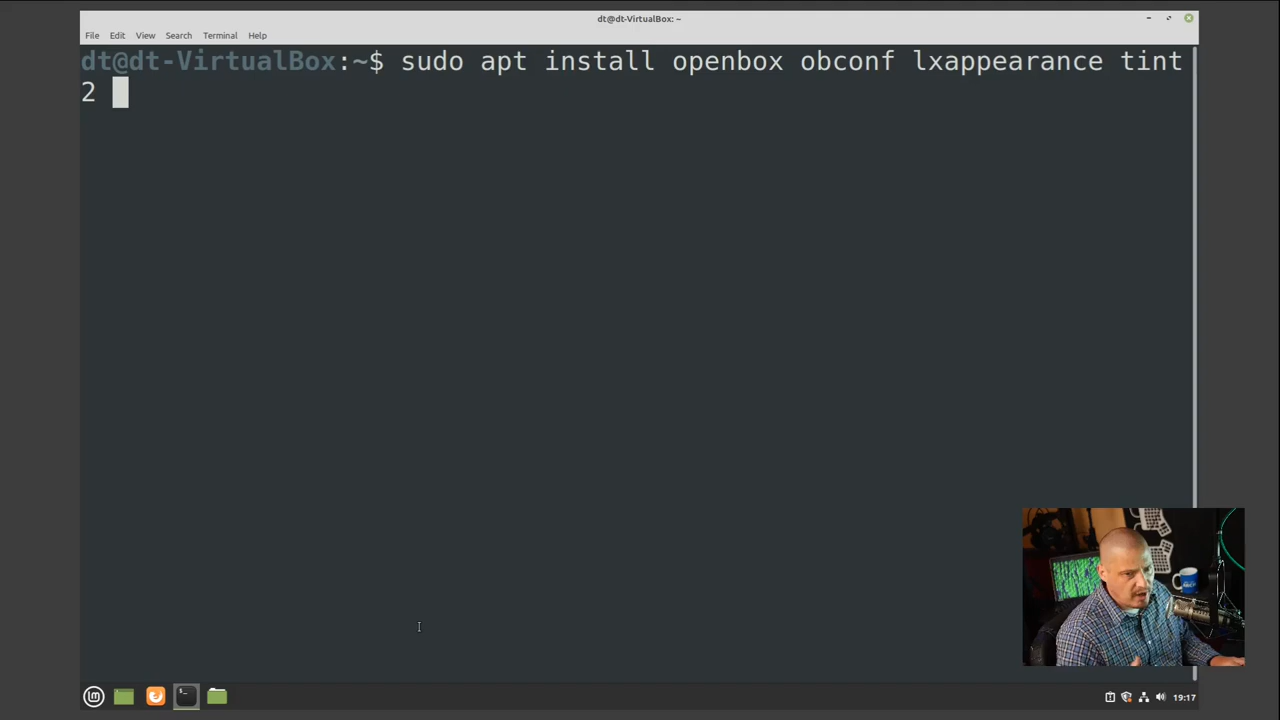 dt@dt-VirtualBox: ~
File Edit View Search Terminal Help
dt@dt-VirtualBox:~$ sudo apt install openbox obconf lxappearance tint
2
19:17